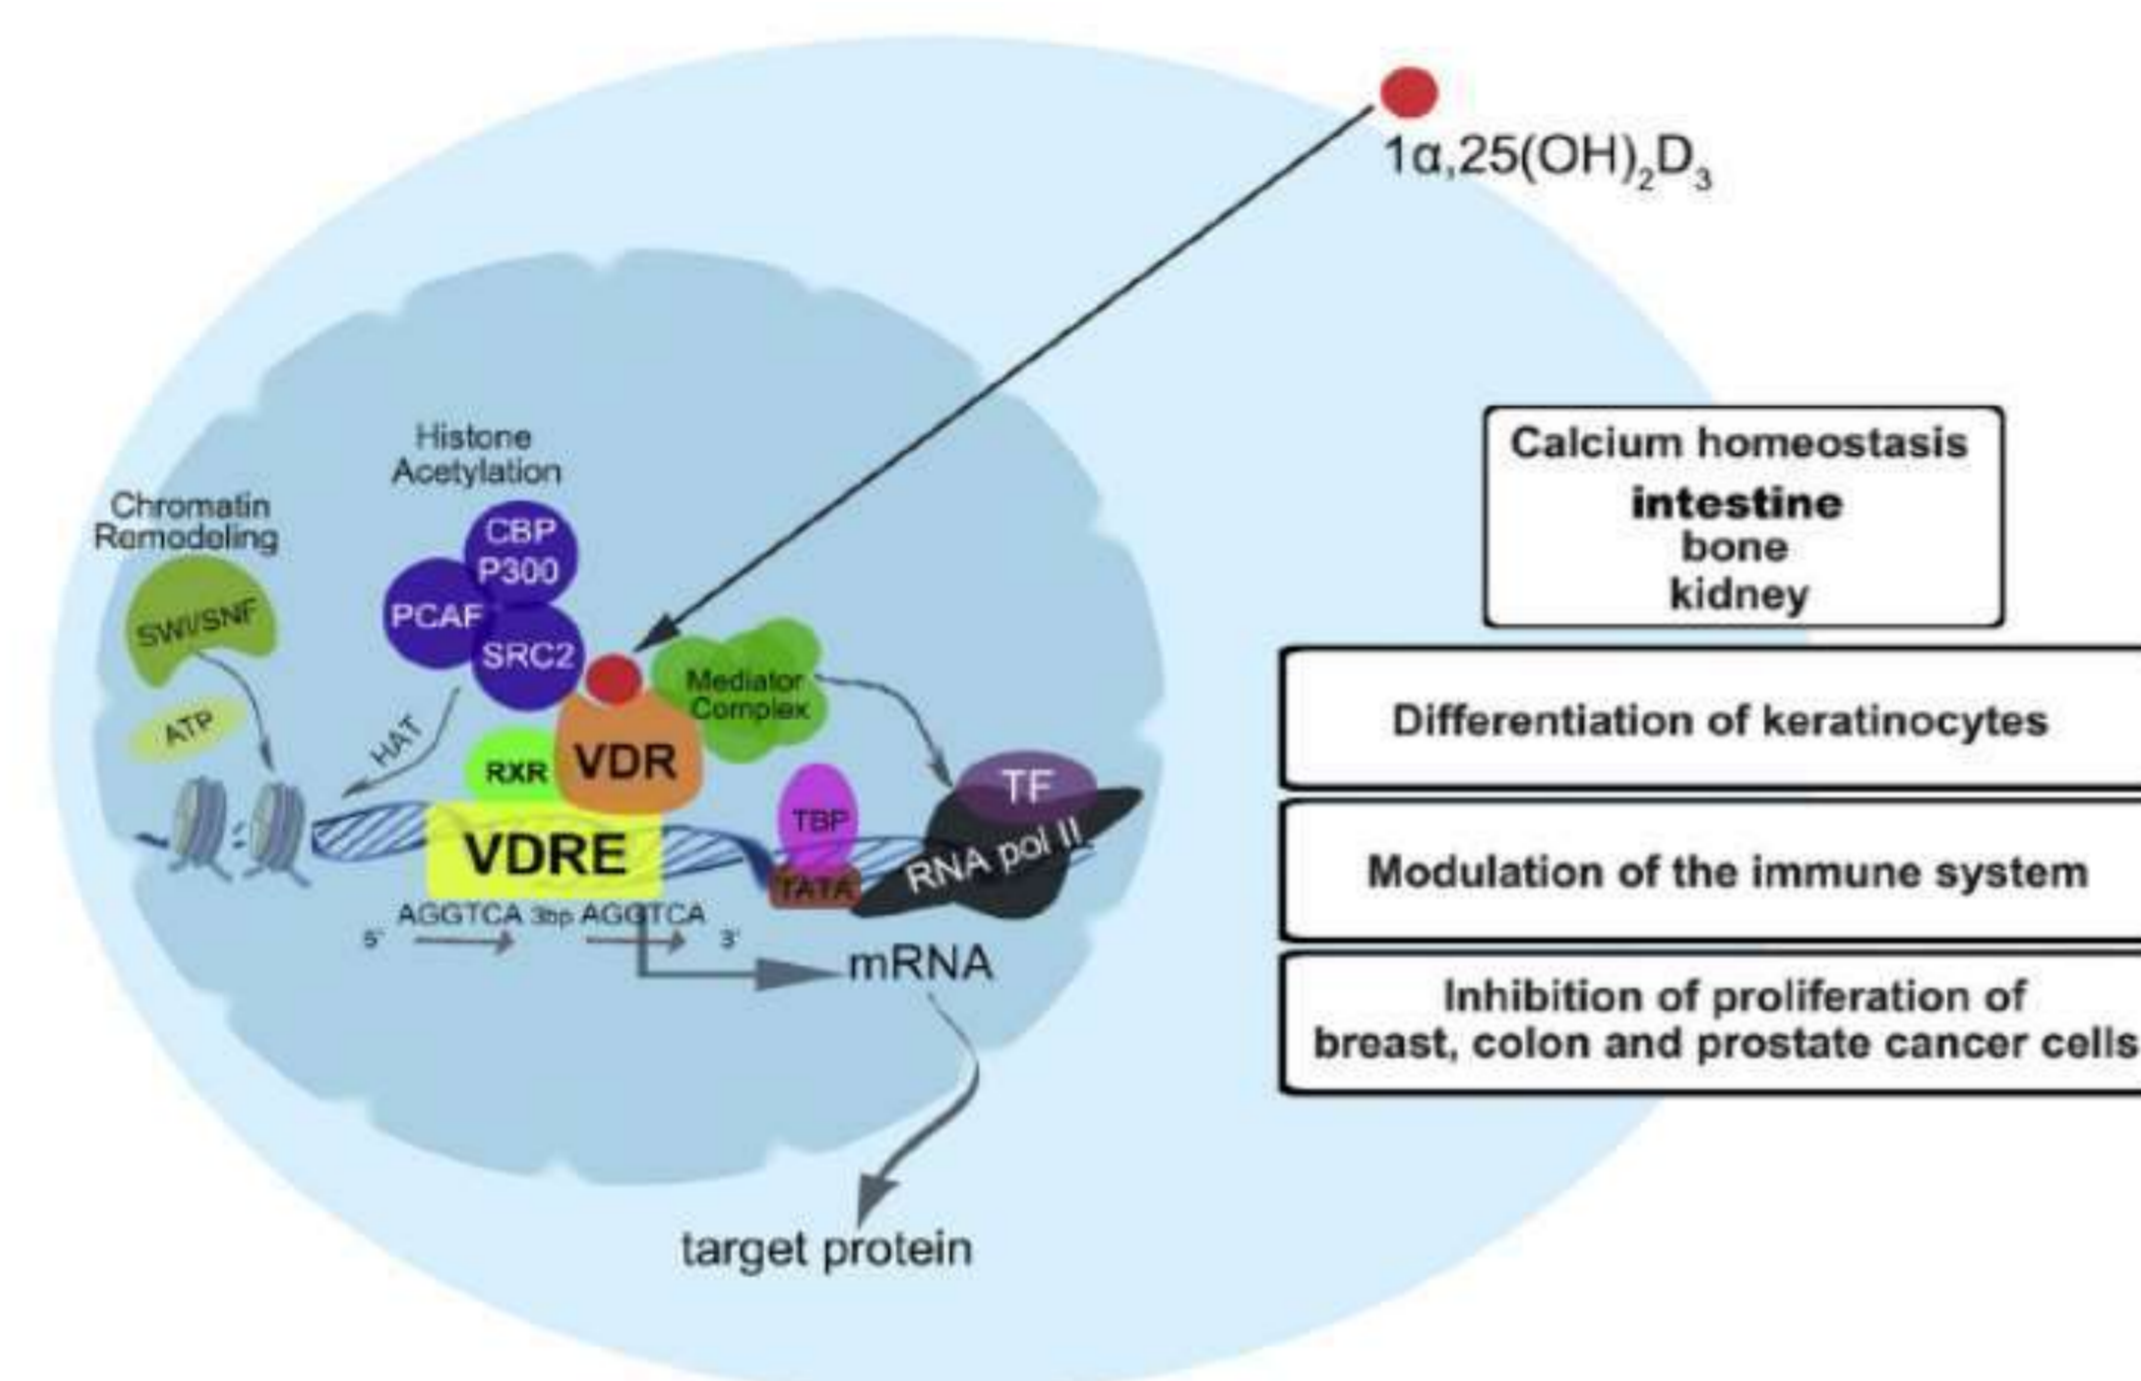 1α,25(OH)₂D₃
Histone
Acetylation
Chromatin
Remodeling
CBP
P300
PCAF
SRC2
SWI/SNF
ATP
HAT
Mediator
Complex
RXR
VDR
TBP
TF
RNA pol II
VDRE
TATA
AGGTCA 3bp AGGTCA
5' 3'
mRNA
target protein
Calcium homeostasis
intestine
bone
kidney
Differentiation of keratinocytes
Modulation of the immune system
Inhibition of proliferation of
breast, colon and prostate cancer cells